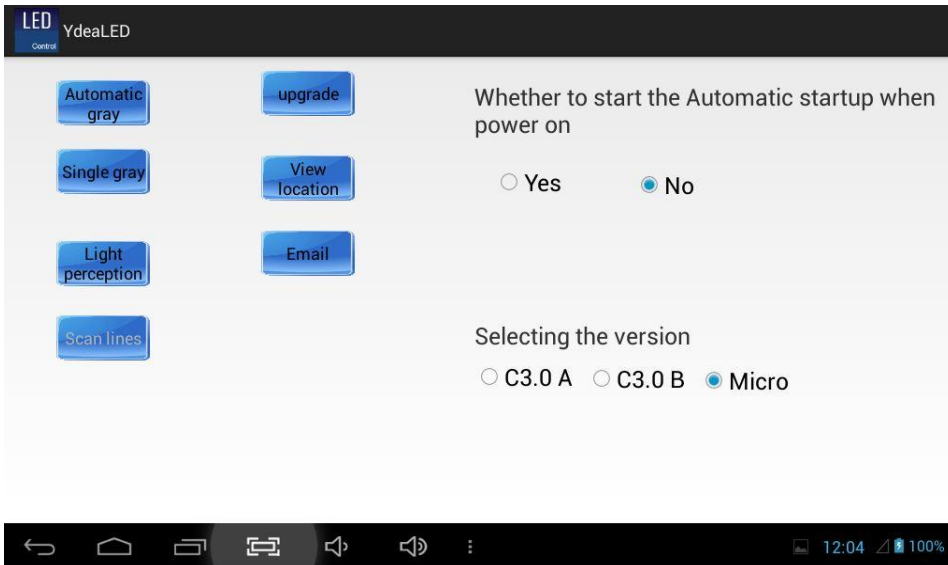 LED
Control
YdeaLED
Automatic
gray
upgrade
Single gray
View
location
Light
perception
Email
Scan lines
Whether to start the Automatic startup when
power on
Yes No
Selecting the version
C3.0 A C3.0 B Micro
12:04 100%